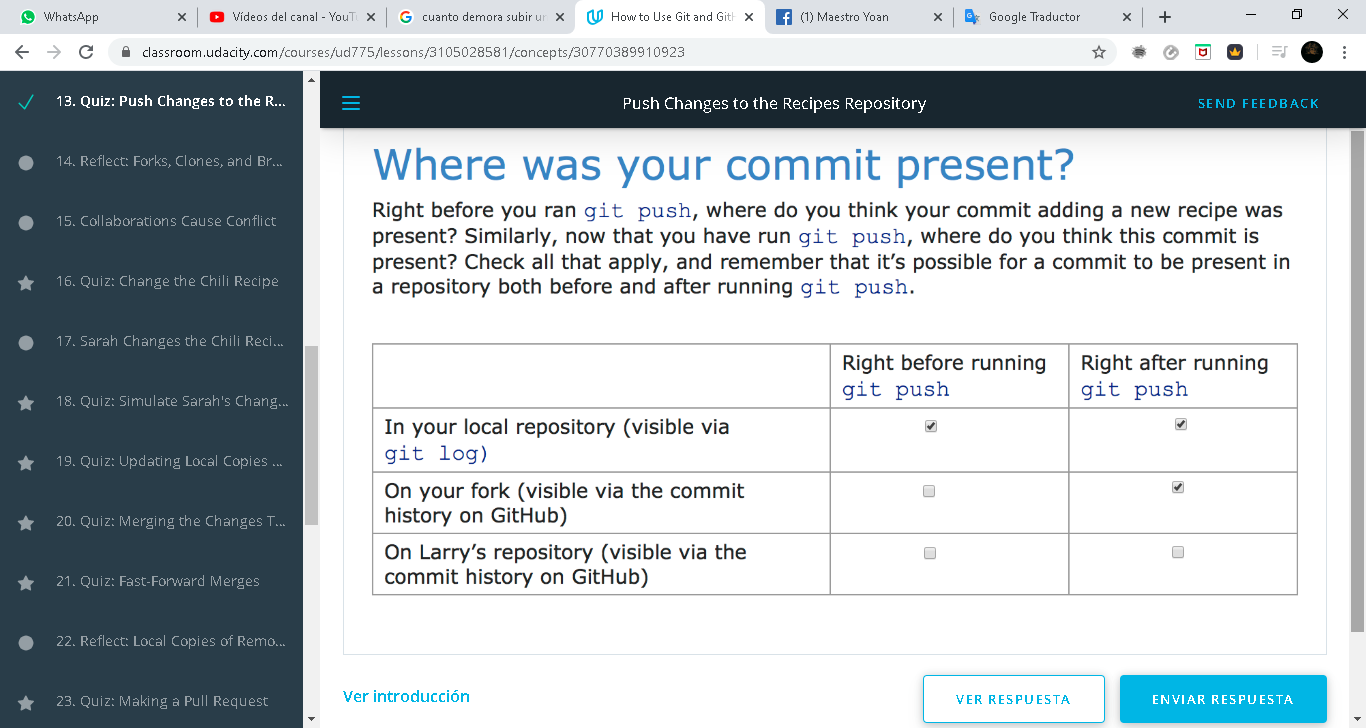 WhatsApp
Vídeos del canal - YouT
cuanto demora subir un
How to Use Git and Gith
(1) Maestro Yoan
Google Traductor
classroom.udacity.com/courses/ud775/lessons/3105028581/concepts/30770389910923
13. Quiz: Push Changes to the R...
14. Reflect: Forks, Clones, and Br...
15. Collaborations Cause Conflict
16. Quiz: Change the Chili Recipe
17. Sarah Changes the Chili Reci...
18. Quiz: Simulate Sarah's Chang...
19. Quiz: Updating Local Copies ...
20. Quiz: Merging the Changes T...
21. Quiz: Fast-Forward Merges
22. Reflect: Local Copies of Remo...
23. Quiz: Making a Pull Request
Push Changes to the Recipes Repository
SEND FEEDBACK
Where was your commit present?
Right before you ran git push, where do you think your commit adding a new recipe was
present? Similarly, now that you have run git push, where do you think this commit is
present? Check all that apply, and remember that it's possible for a commit to be present in
a repository both before and after running git push.
Right before running
git push
Right after running
git push
In your local repository (visible via
git log)
On your fork (visible via the commit
history on GitHub)
On Larry's repository (visible via the
commit history on GitHub)
Ver introducción
VER RESPUESTA
ENVIAR RESPUESTA